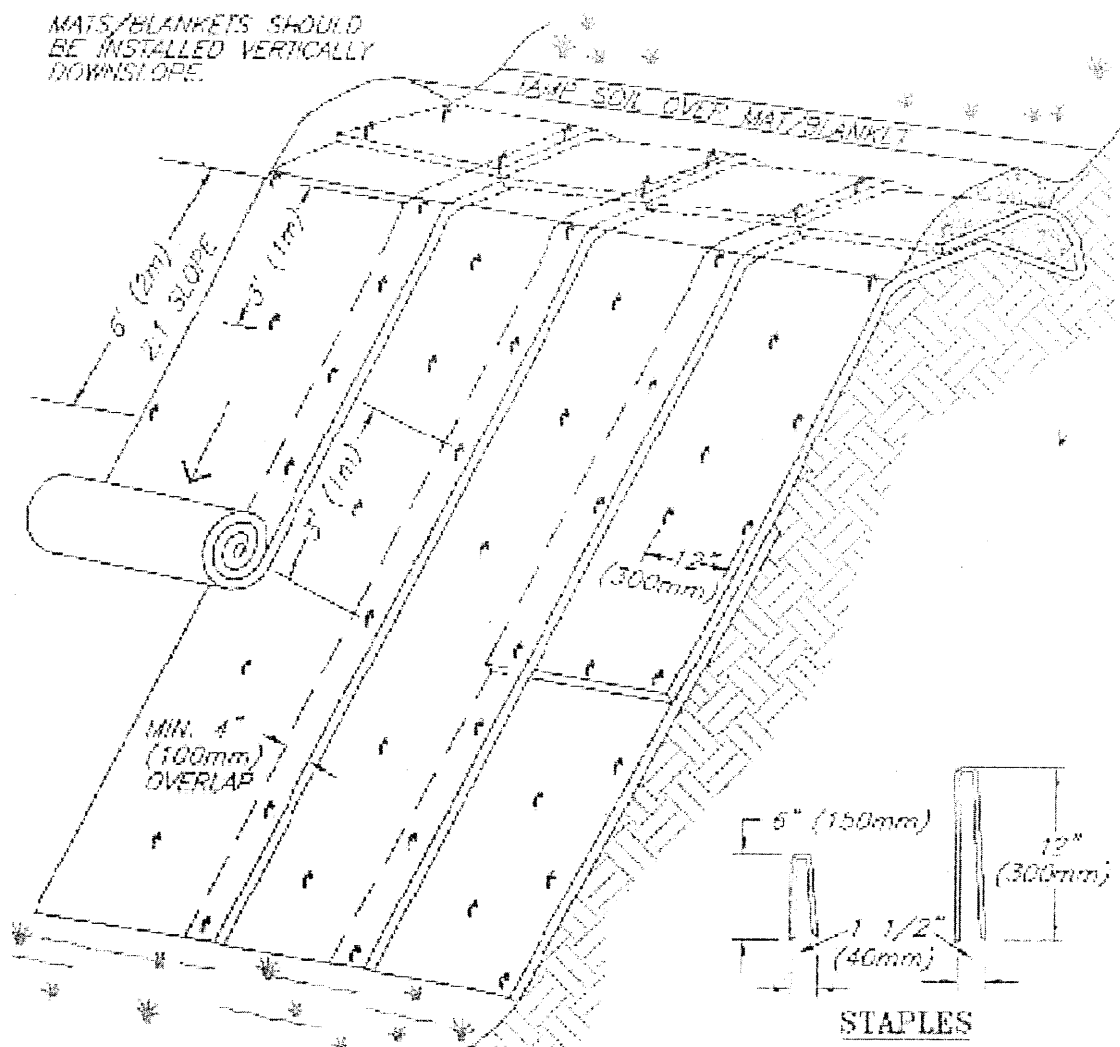 MATS/BLANKETS SHOULD
BE INSTALLED VERTICALLY
DOWNSLOPE.
TAMP SOIL OVER MAT/BLANKET
6' (2m)
2:1 SLOPE
3' (1m)
3' (1m)
12"
(300mm)
MIN. 4"
(100mm)
OVERLAP
6" (150mm)
12"
(300mm)
1 1/2"
(40mm)
STAPLES